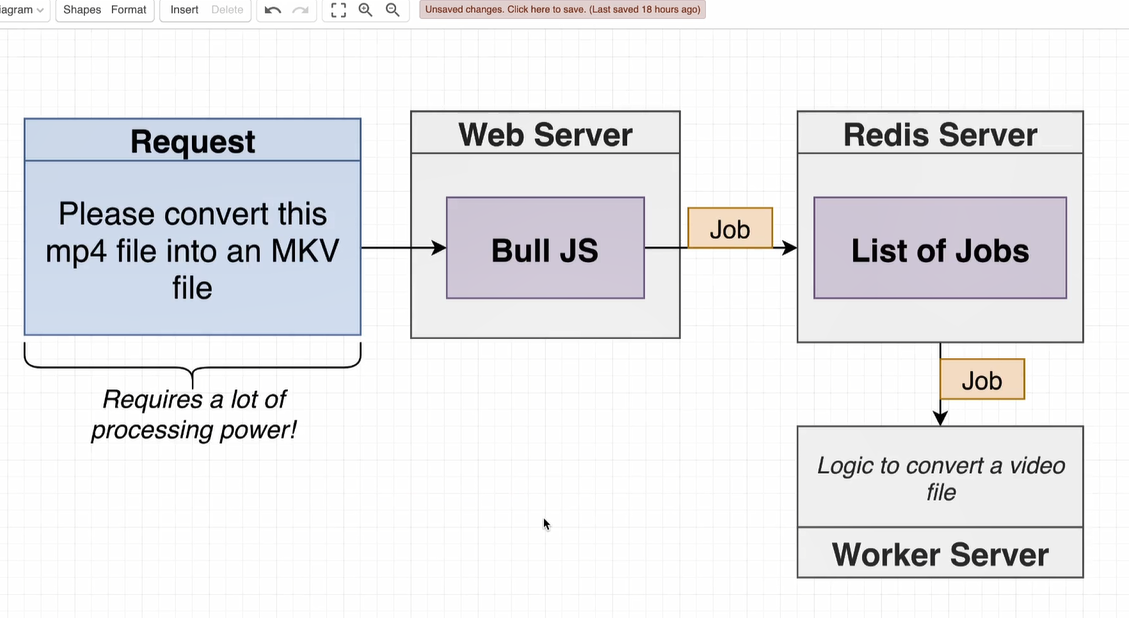 agram
Shapes Format
Insert Delete
Unsaved changes. Click here to save. (Last saved 18 hours ago)
Request
Please convert this
mp4 file into an MKV
file
Requires a lot of
processing power!
Web Server
Bull JS
Job
Redis Server
List of Jobs
Job
Logic to convert a video
file
Worker Server